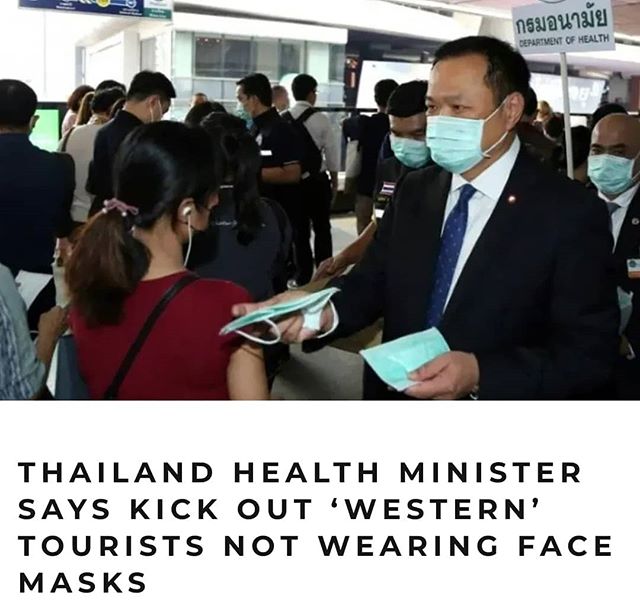 กรมอนามัย
DEPARTMENT OF HEALTH
THAILAND HEALTH MINISTER
SAYS KICK OUT ‘WESTERN’
TOURISTS NOT WEARING FACE
MASKS